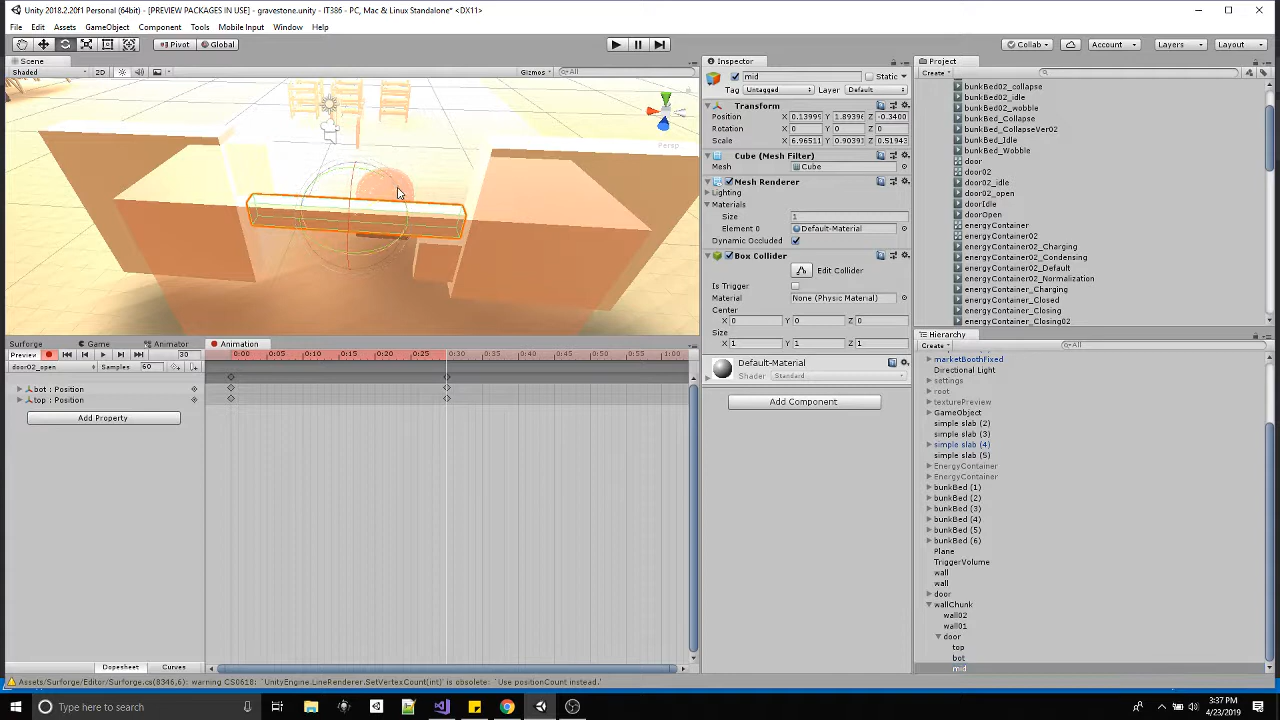 Unity 2018.2.20f1 Personal (64bit) - [PREVIEW PACKAGES IN USE] - gravestone.unity - IT386 - PC, Mac & Linux Standalone* <DX11>
File Edit Assets GameObject Component Tools Mobile Input Window Help
Pivot Global Collab Account Layers Layout
Scene
Shaded 2D Gizmos All
Persp
Surforge Game Animator Animation
Preview 30 0:00 0:05 0:10 0:15 0:20 0:25 0:30 0:35 0:40 0:45 0:50 0:55 1:00
door02_open Samples 60
bot : Position
top : Position
Add Property
Dopesheet Curves
Inspector
mid Static
Tag Untagged Layer Default
Transform
Position X 0.13999 Y 1.89396 Z -0.3400
Rotation X 0 Y 0 Z 0
Scale X 6.96511 Y 0.90391 Z 0.51943
Cube (Mesh Filter)
Mesh Cube
Mesh Renderer
Lighting
Materials
Size 1
Element 0 Default-Material
Dynamic Occluded
Box Collider
Edit Collider
Is Trigger
Material None (Physic Material)
Center
X 0 Y 0 Z 0
Size
X 1 Y 1 Z 1
Default-Material
Shader Standard
Add Component
Project
Create
bunkBed02_collapse
bunkBed02_idle
bunkBed02_wobble
bunkBed_Collapse
bunkBed_CollapseVer02
bunkBed_Idle
bunkBed_Wobble
door
door02
door02_idle
door02_open
doorIdle
doorOpen
energyContainer
energyContainer02
energyContainer02_Charging
energyContainer02_Condensing
energyContainer02_Default
energyContainer02_Normalization
energyContainer_Charging
energyContainer_Closed
energyContainer_Closing
energyContainer_Closing02
Hierarchy
Create All
marketBoothFixed
Directional Light
settings
root
texturePreview
GameObject
simple slab (2)
simple slab (3)
simple slab (4)
simple slab (5)
EnergyContainer
EnergyContainer
bunkBed (1)
bunkBed (2)
bunkBed (3)
bunkBed (4)
bunkBed (5)
bunkBed (6)
Plane
TriggerVolume
wall
wall
door
wallChunk
wall02
wall01
door
top
bot
mid
Assets/Surforge/Editor/Surforge.cs(8346,6): warning CS0618: `UnityEngine.LineRenderer.SetVertexCount(int)' is obsolete: `Use positionCount instead.'
Type here to search
3:37 PM
4/23/2019